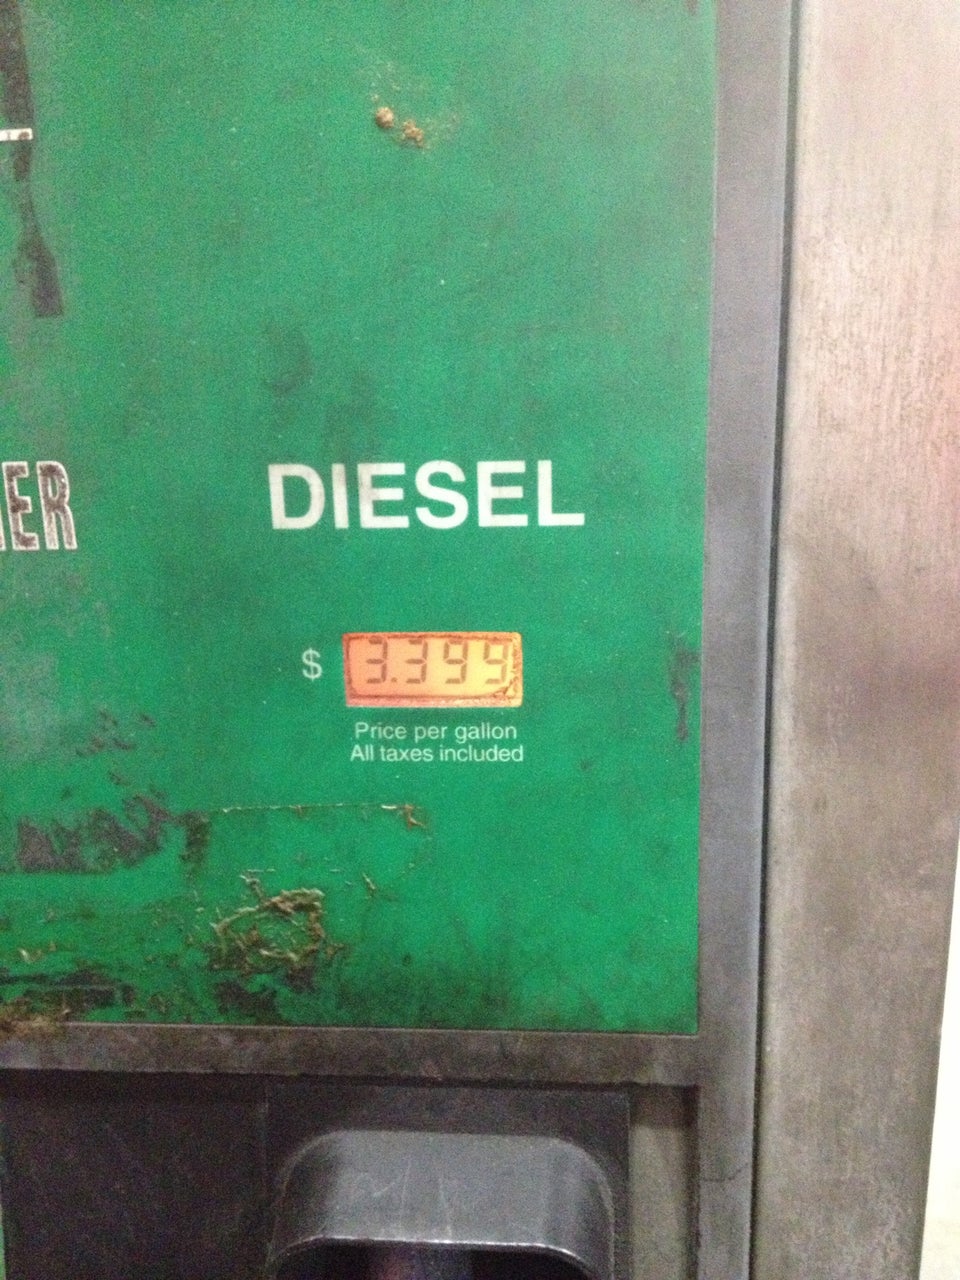 DIESEL
$ 3.399
Price per gallon
All taxes included